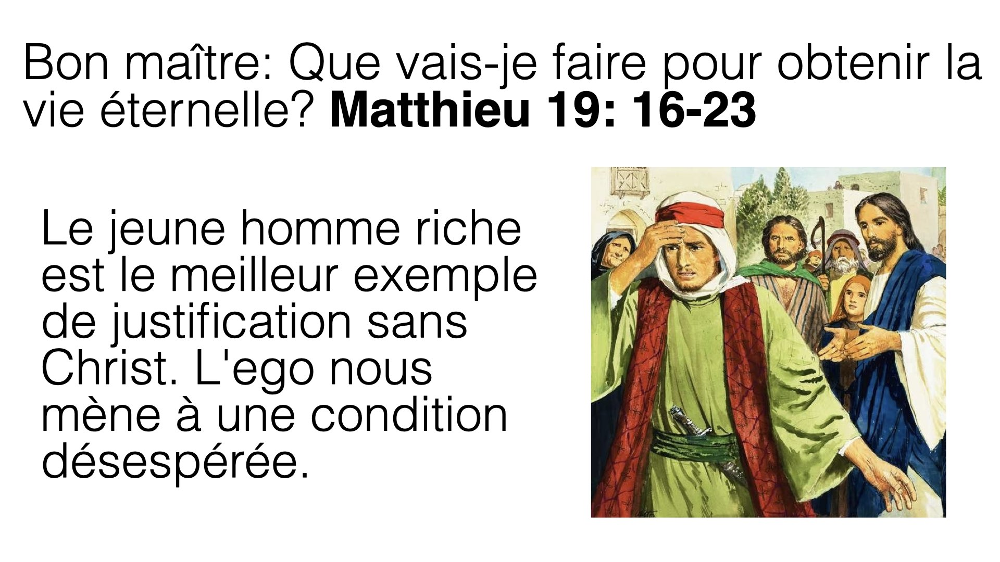 Bon maître: Que vais-je faire pour obtenir la
vie éternelle? Matthieu 19: 16-23
Le jeune homme riche
est le meilleur exemple
de justification sans
Christ. L'ego nous
mène à une condition
désespérée.